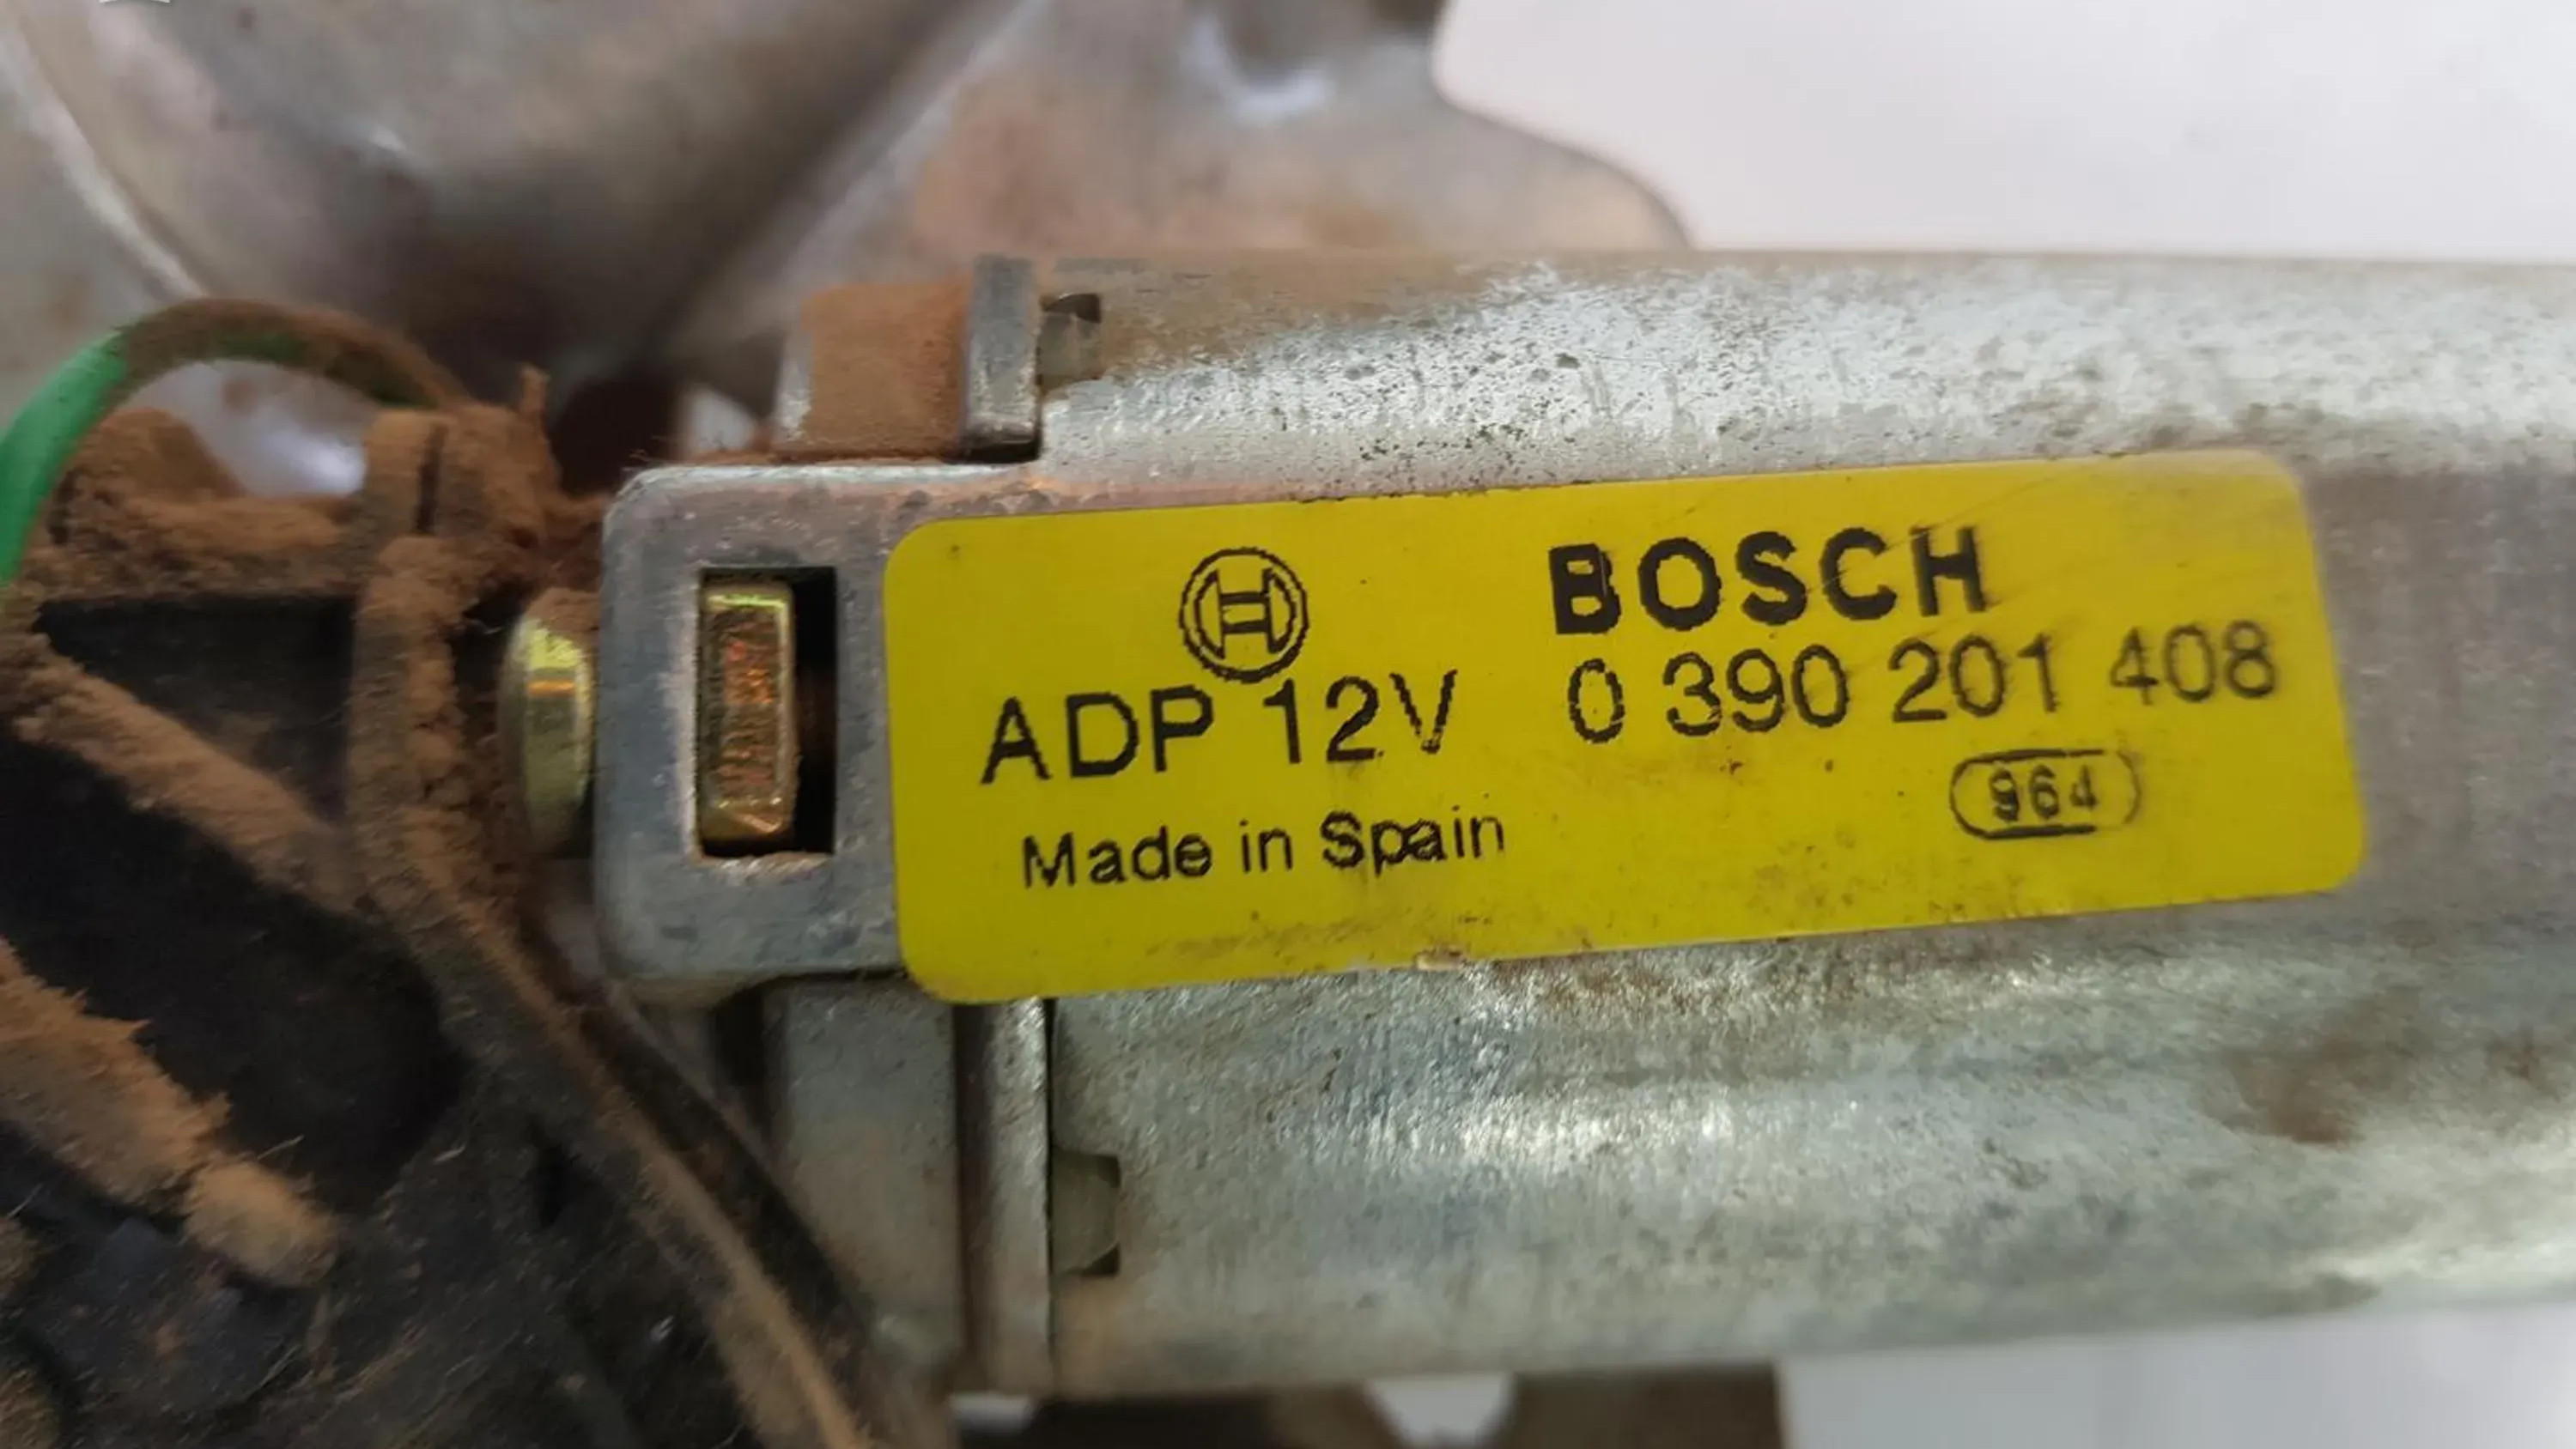 BOSCH
ADP 12V 0 390 201 408
Made in Spain 964